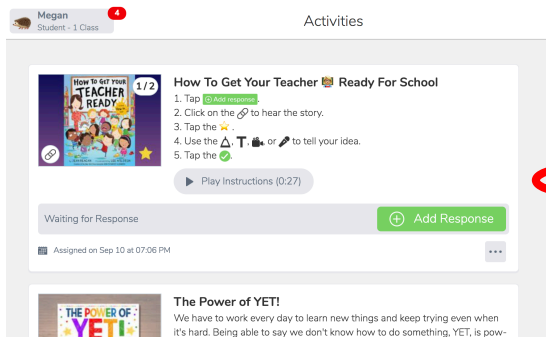 Megan
4
Student - 1 Class
Activities
HOW TO GET YOUR
TEACHER
READY
1/2
How To Get Your Teacher Ready For School
1. Tap Add response.
2. Click on the to hear the story.
3. Tap the .
4. Use the , T, , or to tell your idea.
5. Tap the .
Play Instructions (0:27)
Waiting for Response
Add Response
Assigned on Sep 10 at 07:06 PM
THE POWER OF
YET!
The Power of YET!
We have to work every day to learn new things and keep trying even when
it's hard. Being able to say we don't know how to do something, YET, is pow-